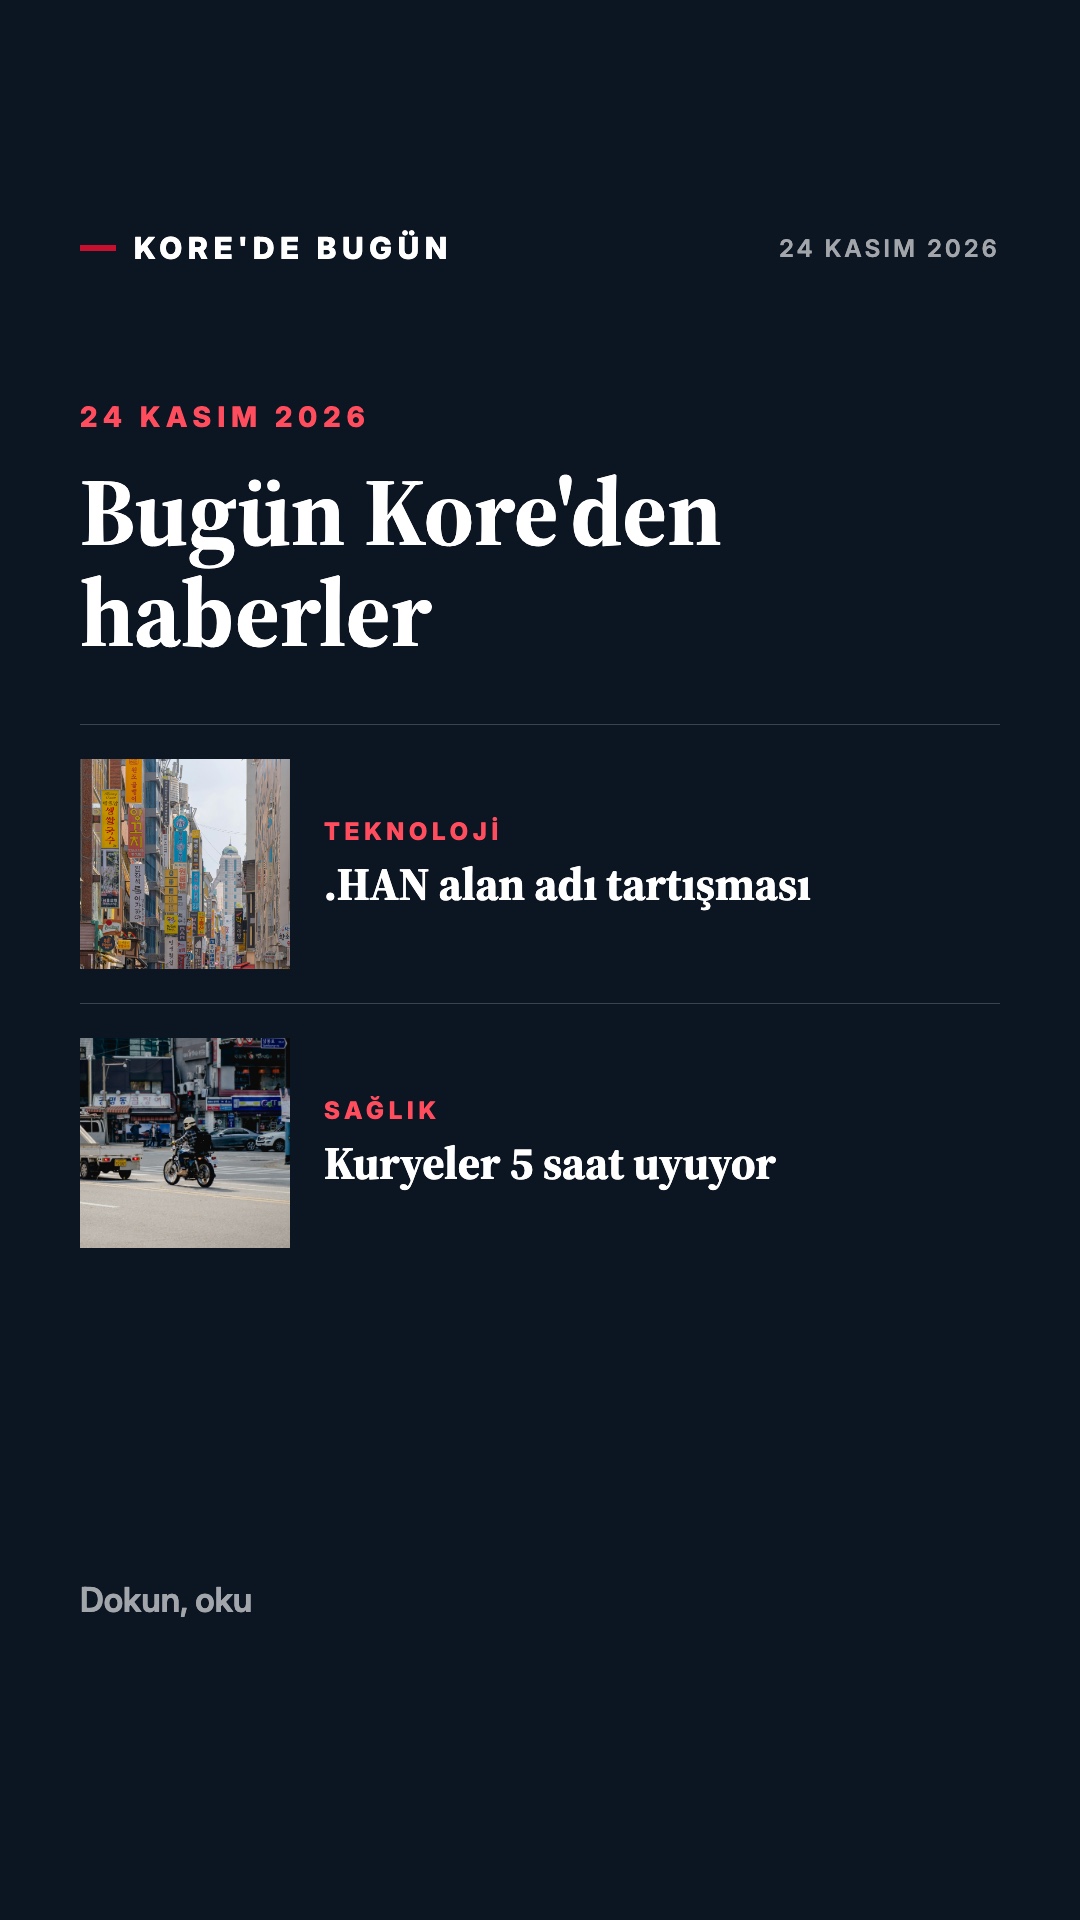 KORE'DE BUGÜN
24 KASIM 2026
24 KASIM 2026
Bugün Kore'den
haberler
TEKNOLOJİ
.HAN alan adı tartışması
SAĞLIK
Kuryeler 5 saat uyuyor
Dokun, oku